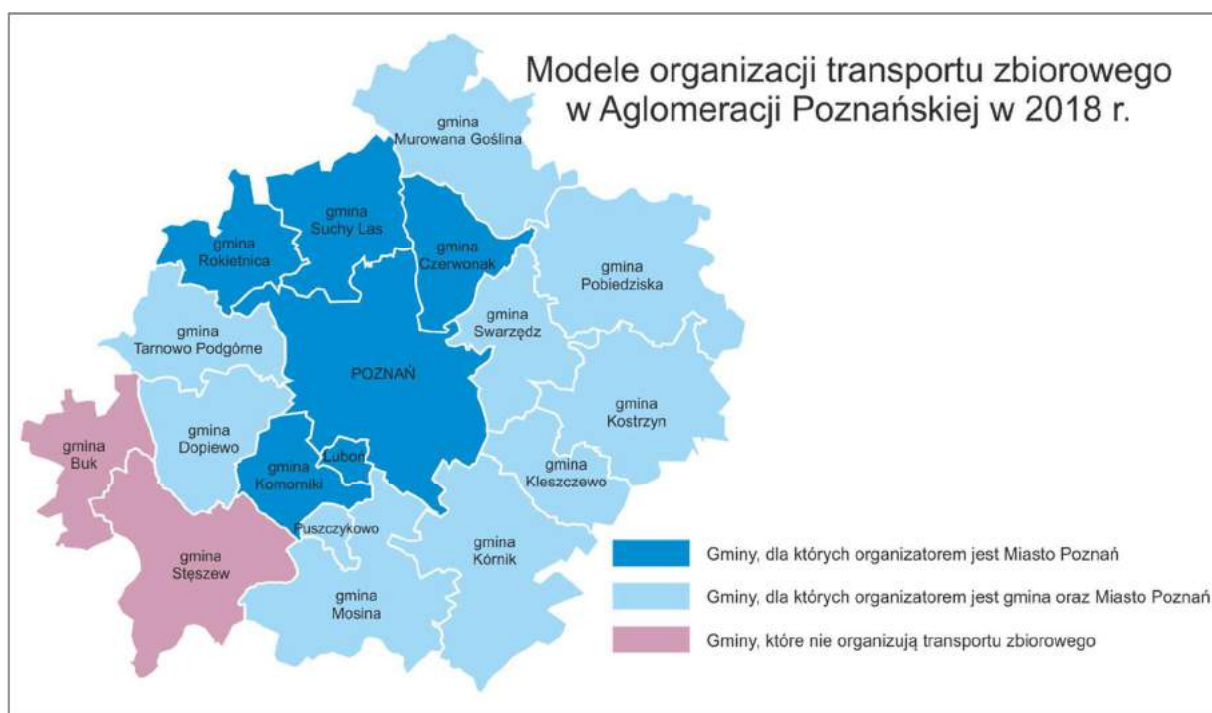 Modele organizacji transportu zbiorowego
w Aglomeracji Poznańskiej w 2018 r.
gmina
Murowana Goślina
gmina
Suchy Las
gmina
Rokietnica
gmina
Czerwonak
gmina
Pobiedziska
gmina
Swarzędz
gmina
Tarnowo Podgórne
POZNAŃ
gmina
Kostrzyn
gmina
Dopiewo
gmina
Buk
Luboń
gmina
Komorniki
gmina
Kleszczewo
Puszczykowo
gmina
Kórnik
gmina
Stęszew
gmina
Mosina
Gminy, dla których organizatorem jest Miasto Poznań
Gminy, dla których organizatorem jest gmina oraz Miasto Poznań
Gminy, które nie organizują transportu zbiorowego